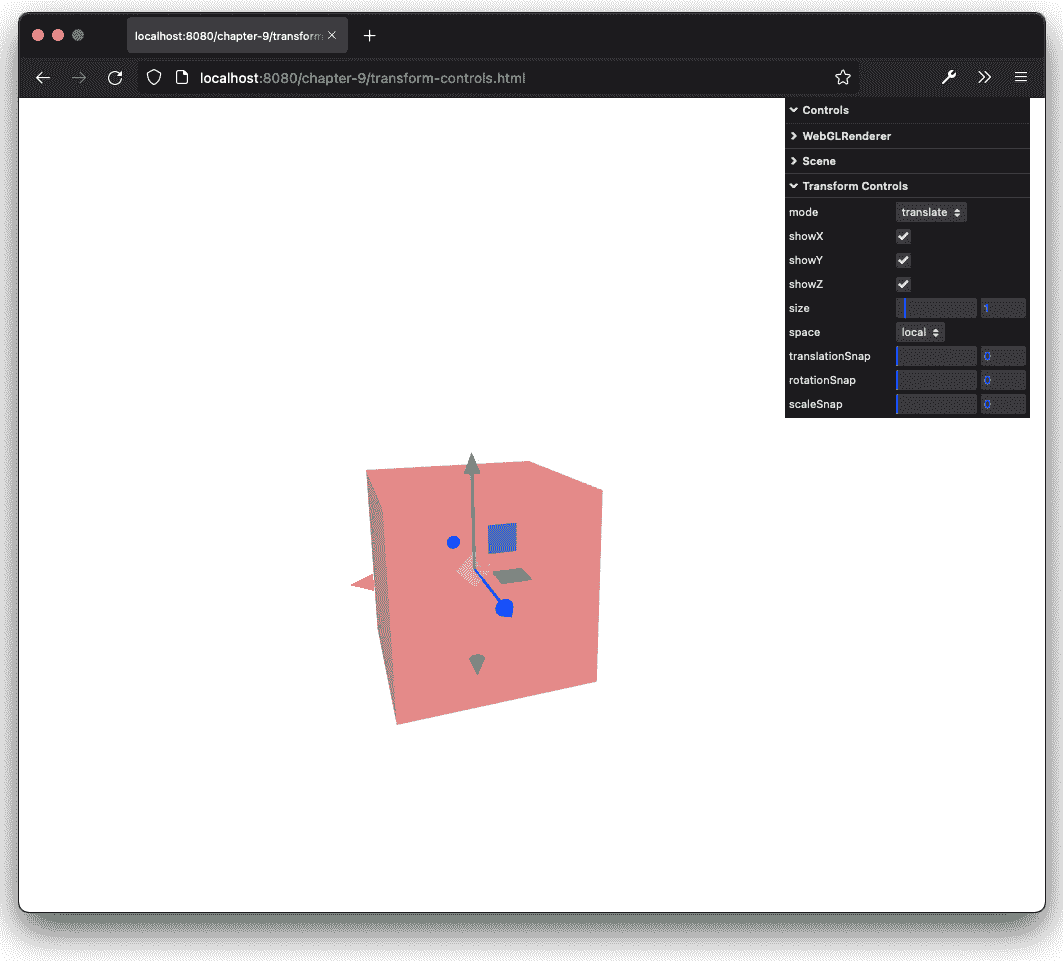 localhost:8080/chapter-9/transform
localhost:8080/chapter-9/transform-controls.html
Controls
WebGLRenderer
Scene
Transform Controls
mode translate
showX
showY
showZ
size 1
space local
translationSnap 0
rotationSnap 0
scaleSnap 0